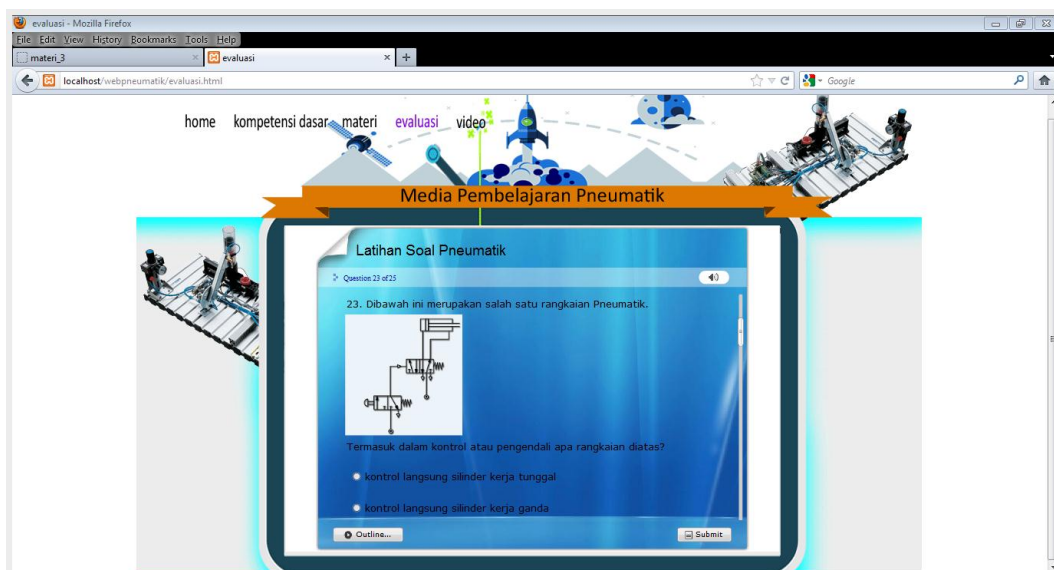 evaluasi - Mozilla Firefox
File Edit View History Bookmarks Tools Help
materi_3
evaluasi
localhost/webpneumatik/evaluasi.html
Google
home kompetensi dasar materi evaluasi video
Media Pembelajaran Pneumatik
Latihan Soal Pneumatik
Question 23 of 25
23. Dibawah ini merupakan salah satu rangkaian Pneumatik.
Termasuk dalam kontrol atau pengendali apa rangkaian diatas?
kontrol langsung silinder kerja tunggal
kontrol langsung silinder kerja ganda
Outline...
Submit